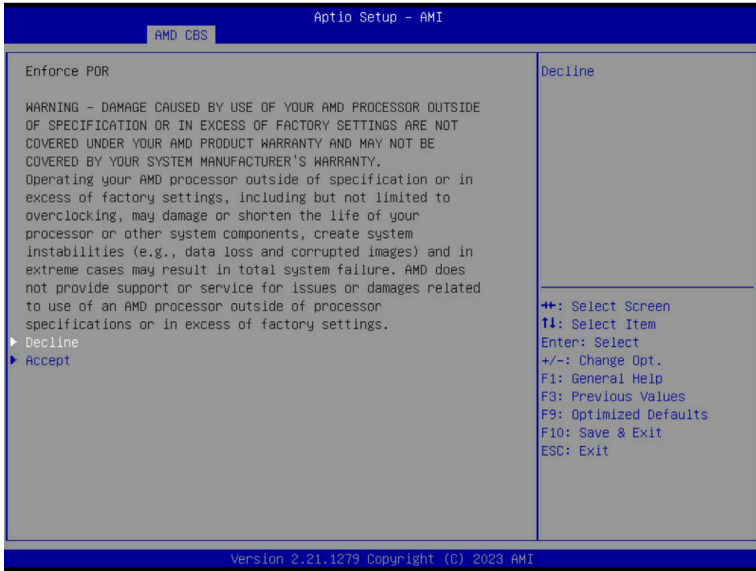 Aptio Setup – AMI
AMD CBS
Enforce POR
WARNING – DAMAGE CAUSED BY USE OF YOUR AMD PROCESSOR OUTSIDE
OF SPECIFICATION OR IN EXCESS OF FACTORY SETTINGS ARE NOT
COVERED UNDER YOUR AMD PRODUCT WARRANTY AND MAY NOT BE
COVERED BY YOUR SYSTEM MANUFACTURER'S WARRANTY.
Operating your AMD processor outside of specification or in
excess of factory settings, including but not limited to
overclocking, may damage or shorten the life of your
processor or other system components, create system
instabilities (e.g., data loss and corrupted images) and in
extreme cases may result in total system failure. AMD does
not provide support or service for issues or damages related
to use of an AMD processor outside of processor
specifications or in excess of factory settings.
Decline
Accept
Decline
→←: Select Screen
↑↓: Select Item
Enter: Select
+/-: Change Opt.
F1: General Help
F3: Previous Values
F9: Optimized Defaults
F10: Save & Exit
ESC: Exit
Version 2.21.1279 Copyright (C) 2023 AMI